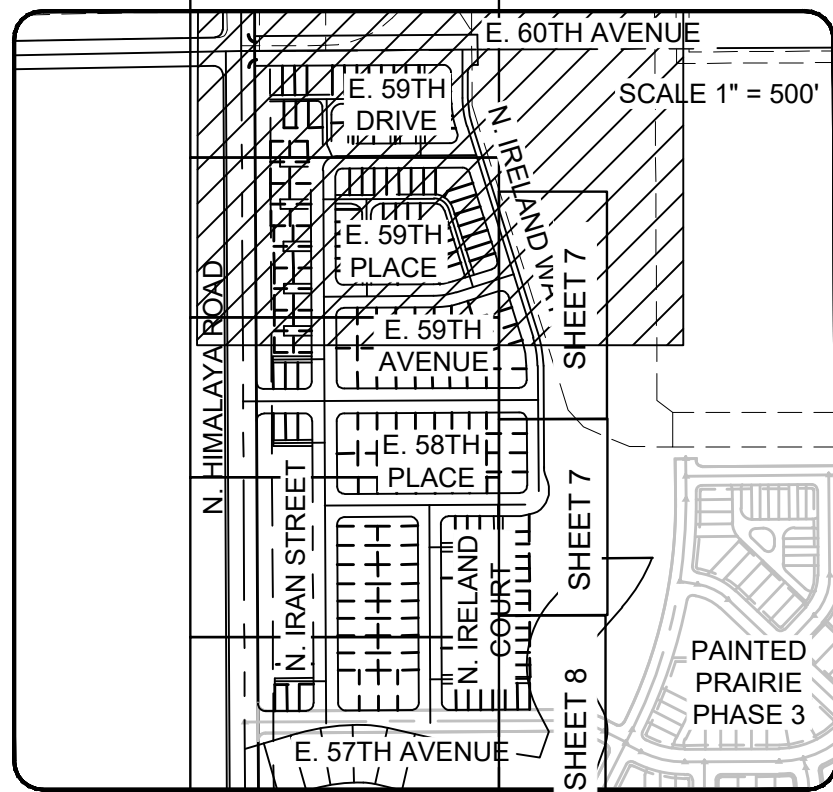 E. 60TH AVENUE
SCALE 1" = 500'
E. 59TH
DRIVE
N. IRELAND
E. 59TH
PLACE
SHEET 7
N. HIMALAYA ROAD
E. 59TH
AVENUE
E. 58TH
PLACE
SHEET 7
N. IRAN STREET
N. IRELAND
COURT
PAINTED
PRAIRIE
PHASE 3
SHEET 8
E. 57TH AVENUE